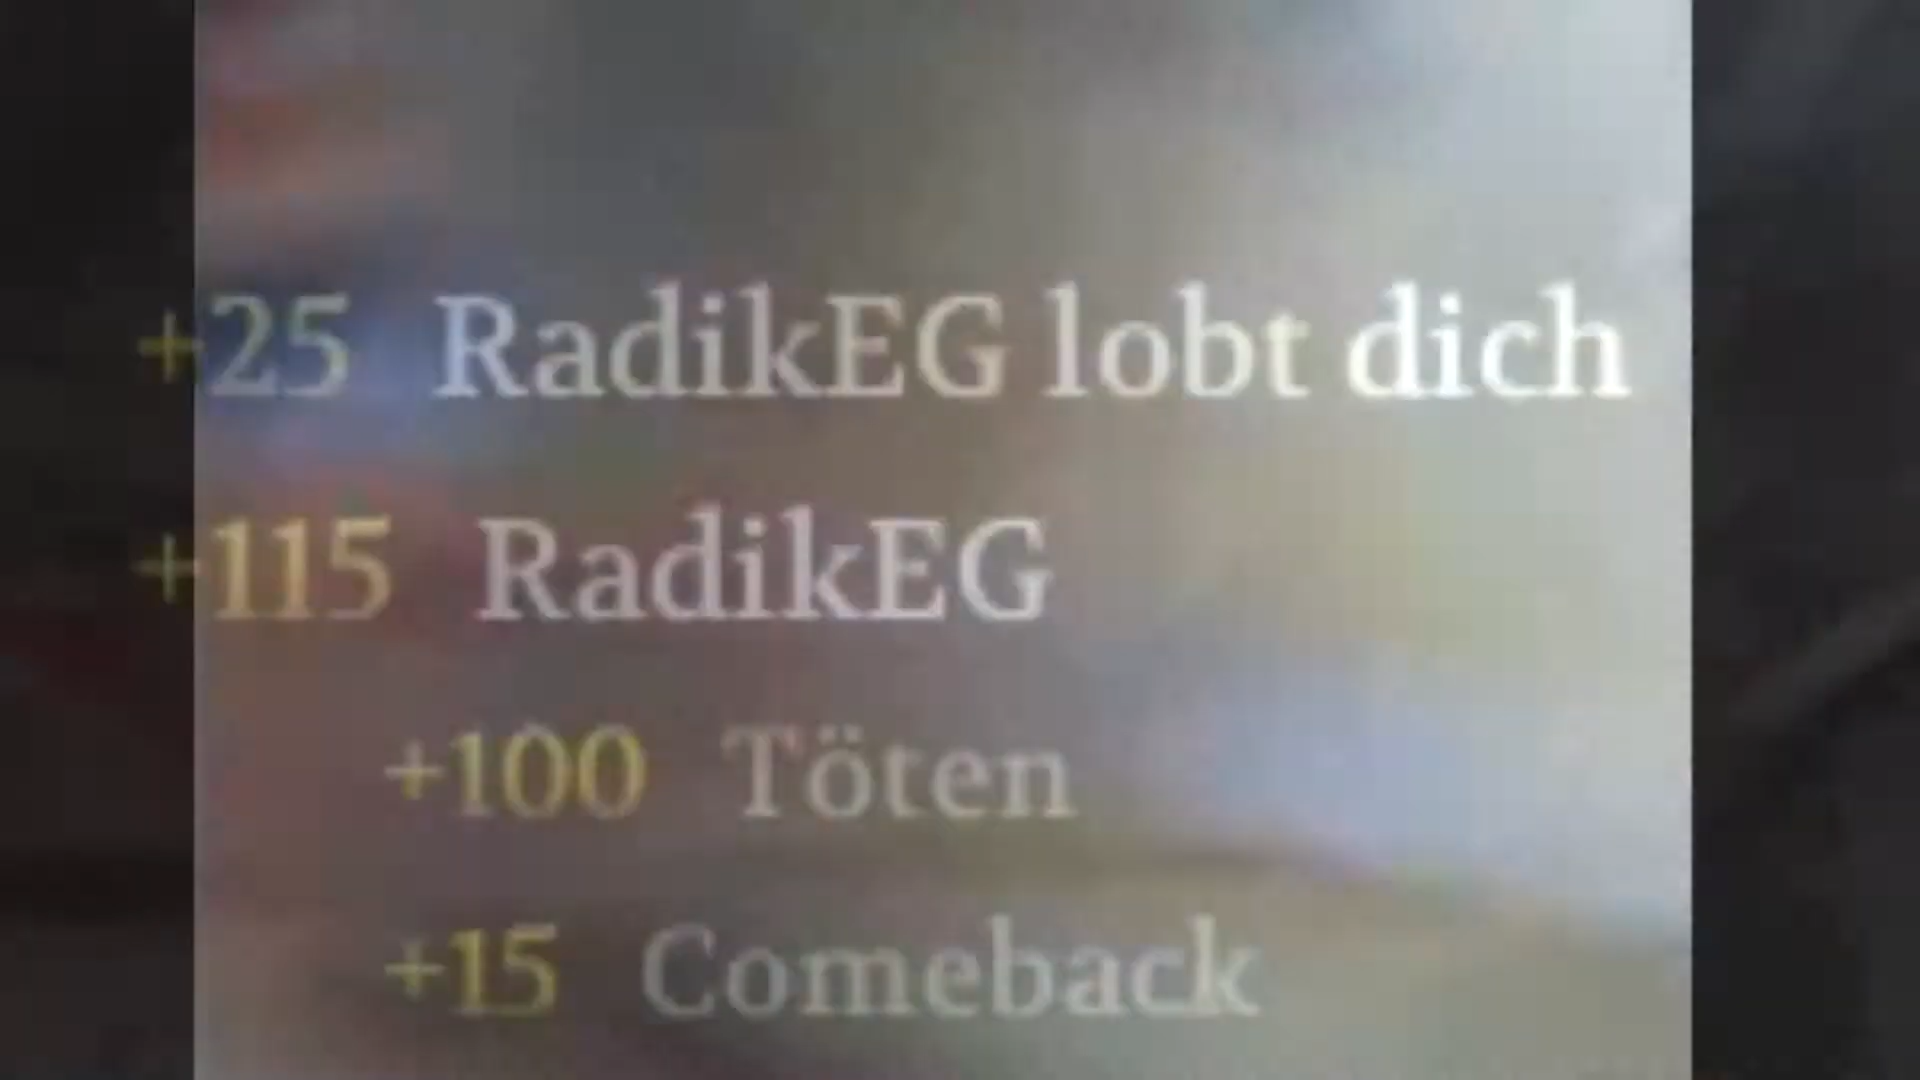 +25 RadikEG lobt dich
+115 RadikEG
+100 Töten
+15 Comeback